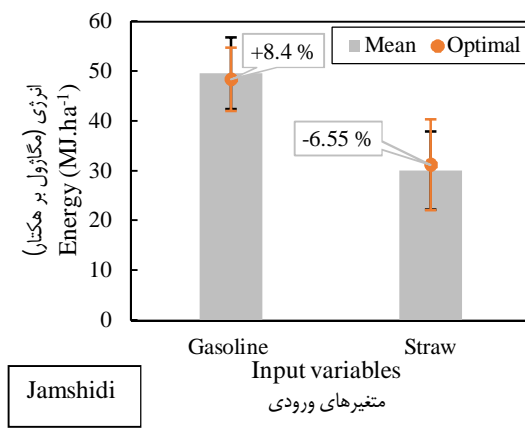 60
50
40
30
20
10
0
انرژی (مگاژول بر هکتار)
Energy (MJ.ha⁻¹)
Mean
Optimal
+8.4 %
-6.55 %
Gasoline
Straw
Input variables
متغیرهای ورودی
Jamshidi